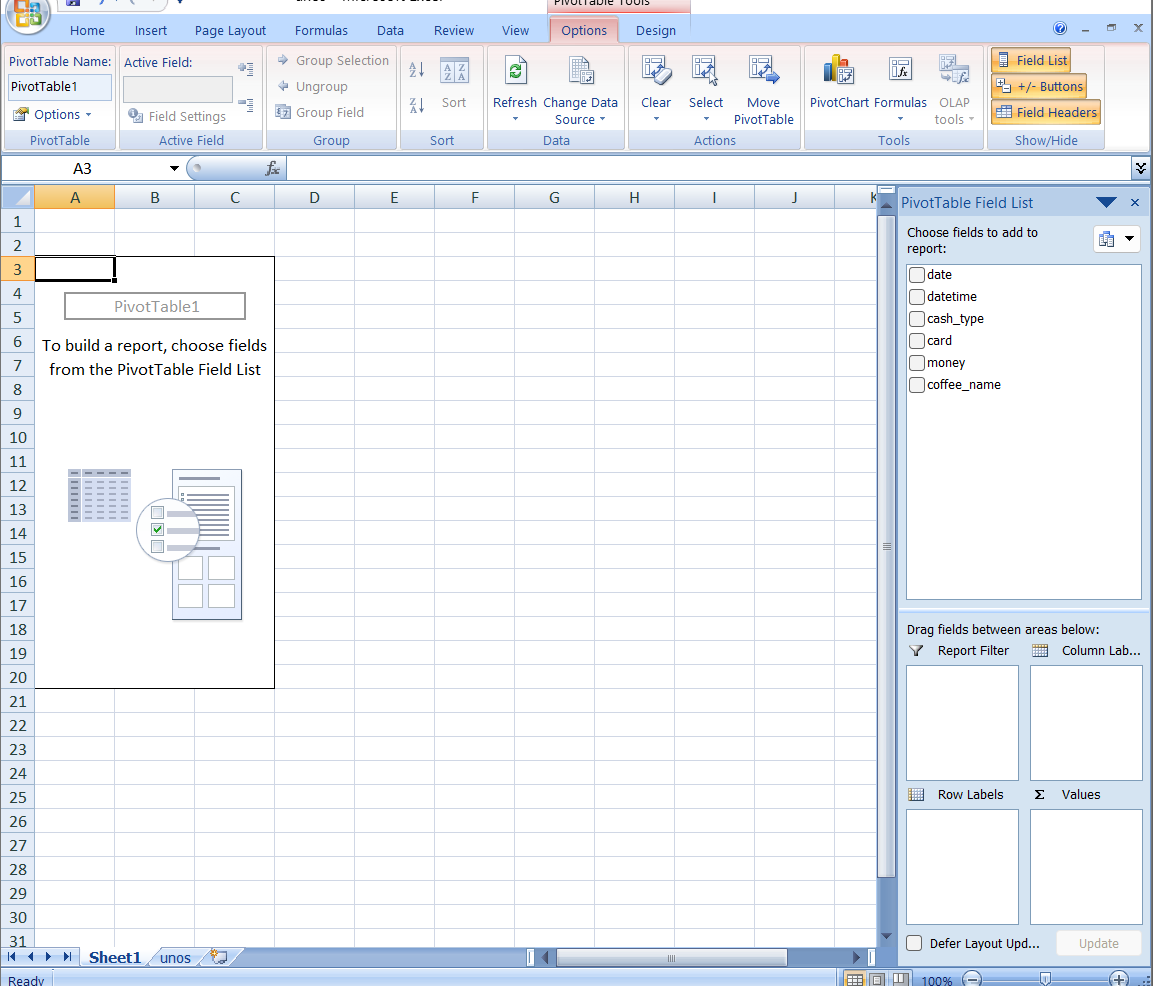 PivotTable Tools
Home Insert Page Layout Formulas Data Review View Options Design
PivotTable Name:
PivotTable1
Options
PivotTable
Active Field:
Field Settings
Active Field
Group Selection
Ungroup
Group Field
Group
A
Z
Z
A
Sort
Sort
Refresh
Change Data
Source
Data
Clear
Select
Move
PivotTable
Actions
PivotChart
Formulas
OLAP
tools
Tools
Field List
+/- Buttons
Field Headers
Show/Hide
A3
fx
A B C D E F G H I J K
1
2
3
4
5
6
7
8
9
10
11
12
13
14
15
16
17
18
19
20
21
22
23
24
25
26
27
28
29
30
31
PivotTable1
To build a report, choose fields
from the PivotTable Field List
PivotTable Field List
Choose fields to add to
report:
date
datetime
cash_type
card
money
coffee_name
Drag fields between areas below:
Report Filter
Column Lab...
Row Labels
Σ Values
Defer Layout Upd...
Update
Sheet1 unos
Ready
100%